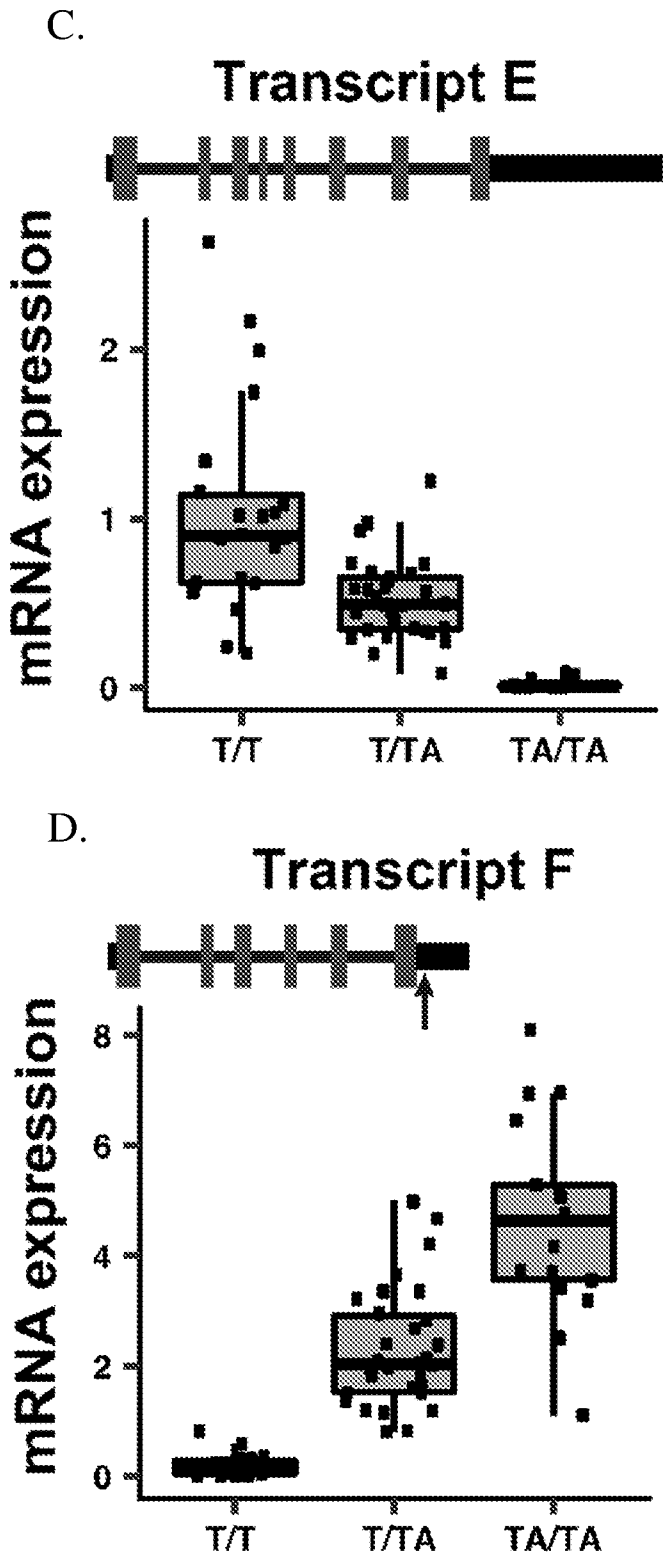 C.
Transcript E
mRNA expression
2
1
0
T/T T/TA TA/TA
D.
Transcript F
mRNA expression
8
6
4
2
0
T/T T/TA TA/TA